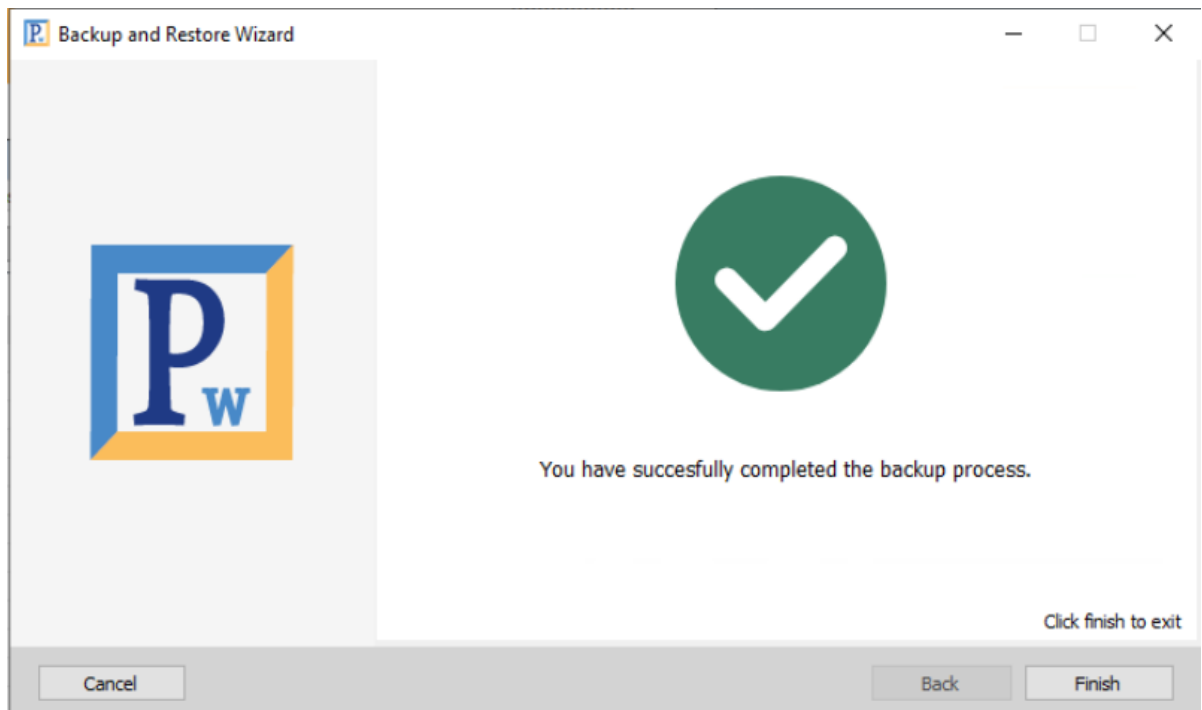 Backup and Restore Wizard
Pw
You have succesfully completed the backup process.
Click finish to exit
Cancel
Back
Finish